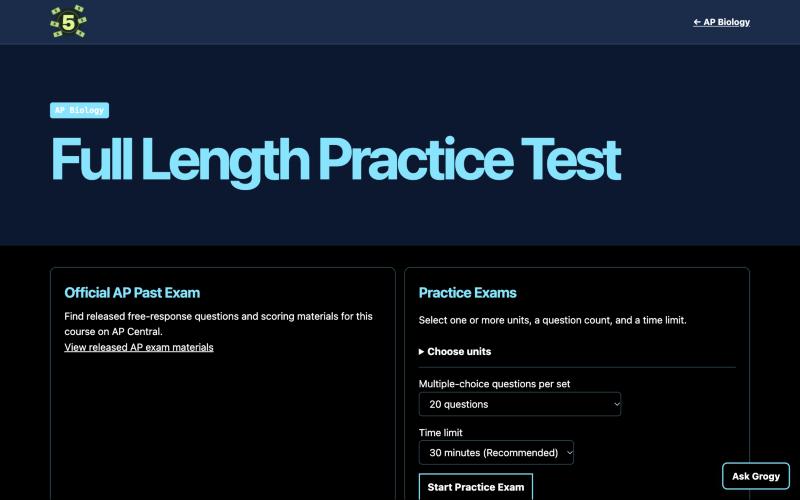 5
← AP Biology
AP Biology
Full Length Practice Test
Official AP Past Exam
Find released free-response questions and scoring materials for this
course on AP Central.
View released AP exam materials
Practice Exams
Select one or more units, a question count, and a time limit.
▸ Choose units
Multiple-choice questions per set
20 questions
Time limit
30 minutes (Recommended)
Start Practice Exam
Ask Grogy